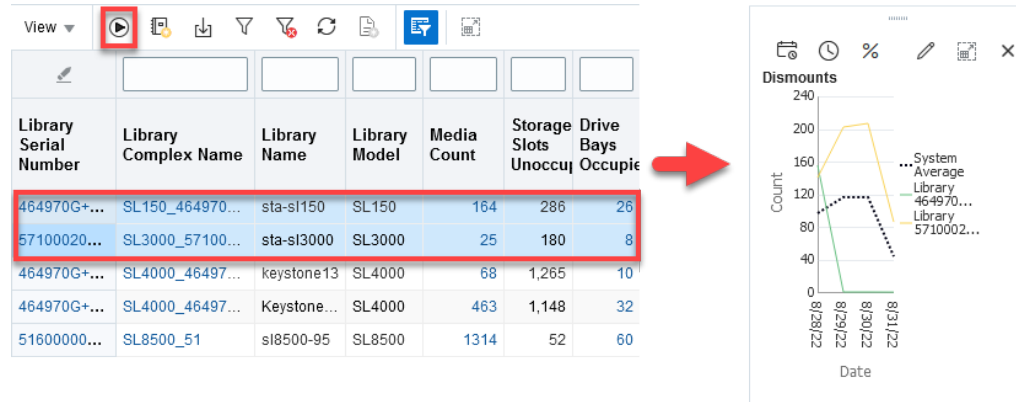 View
Library Serial Number
Library Complex Name
Library Name
Library Model
Media Count
Storage Slots Unoccup
Drive Bays Occupie
464970G+... SL150_464970... sta-sl150 SL150 164 286 26
57100020... SL3000_57100... sta-sl3000 SL3000 25 180 8
464970G+... SL4000_46497... keystone13 SL4000 68 1,265 10
464970G+... SL4000_46497... Keystone... SL4000 463 1,148 32
51600000... SL8500_51 sl8500-95 SL8500 1314 52 60
%
Dismounts
240
200
160
120
80
40
0
Count
8/28/22
8/29/22
8/30/22
8/31/22
Date
System
Average
Library
464970...
Library
5710002...